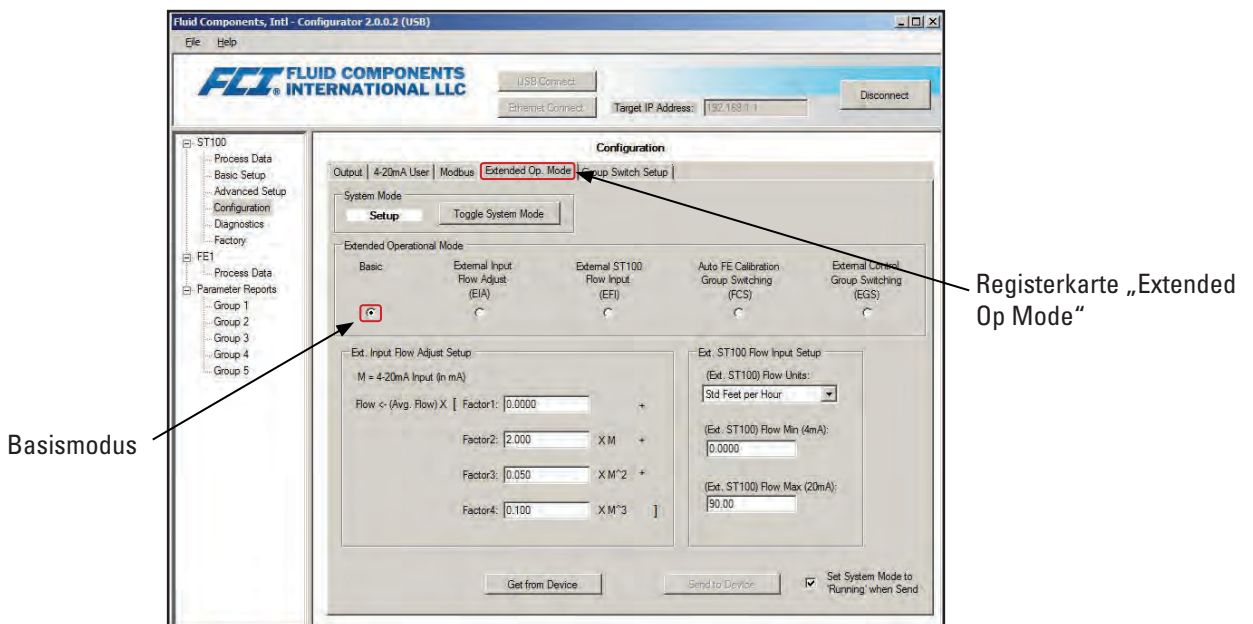 Fluid Components, Intl - Configurator 2.0.0.2 (USB)
File Help
FCI® FLUID COMPONENTS
INTERNATIONAL LLC
USB Connect
Ethernet Connect
Target IP Address: 192.168.1.1
Disconnect
ST100
Process Data
Basic Setup
Advanced Setup
Configuration
Diagnostics
Factory
FE1
Process Data
Parameter Reports
Group 1
Group 2
Group 3
Group 4
Group 5
Configuration
Output 4-20mA User Modbus Extended Op. Mode Group Switch Setup
System Mode
Setup Toggle System Mode
Extended Operational Mode
Basic
External Input
Flow Adjust
(EIA)
External ST100
Flow Input
(EFI)
Auto FE Calibration
Group Switching
(FCS)
External Control
Group Switching
(EGS)
Ext. Input Flow Adjust Setup
M = 4-20mA Input (in mA)
Flow <- (Avg. Flow) X [ Factor1: 0.0000 +
Factor2: 2.000 X M +
Factor3: 0.050 X M^2 +
Factor4: 0.100 X M^3 ]
Ext. ST100 Flow Input Setup
(Ext. ST100) Flow Units:
Std Feet per Hour
(Ext. ST100) Flow Min (4mA):
0.0000
(Ext. ST100) Flow Max (20mA):
90.00
Get from Device
Send to Device
Set System Mode to
'Running' when Send
Registerkarte „Extended
Op Mode“
Basismodus